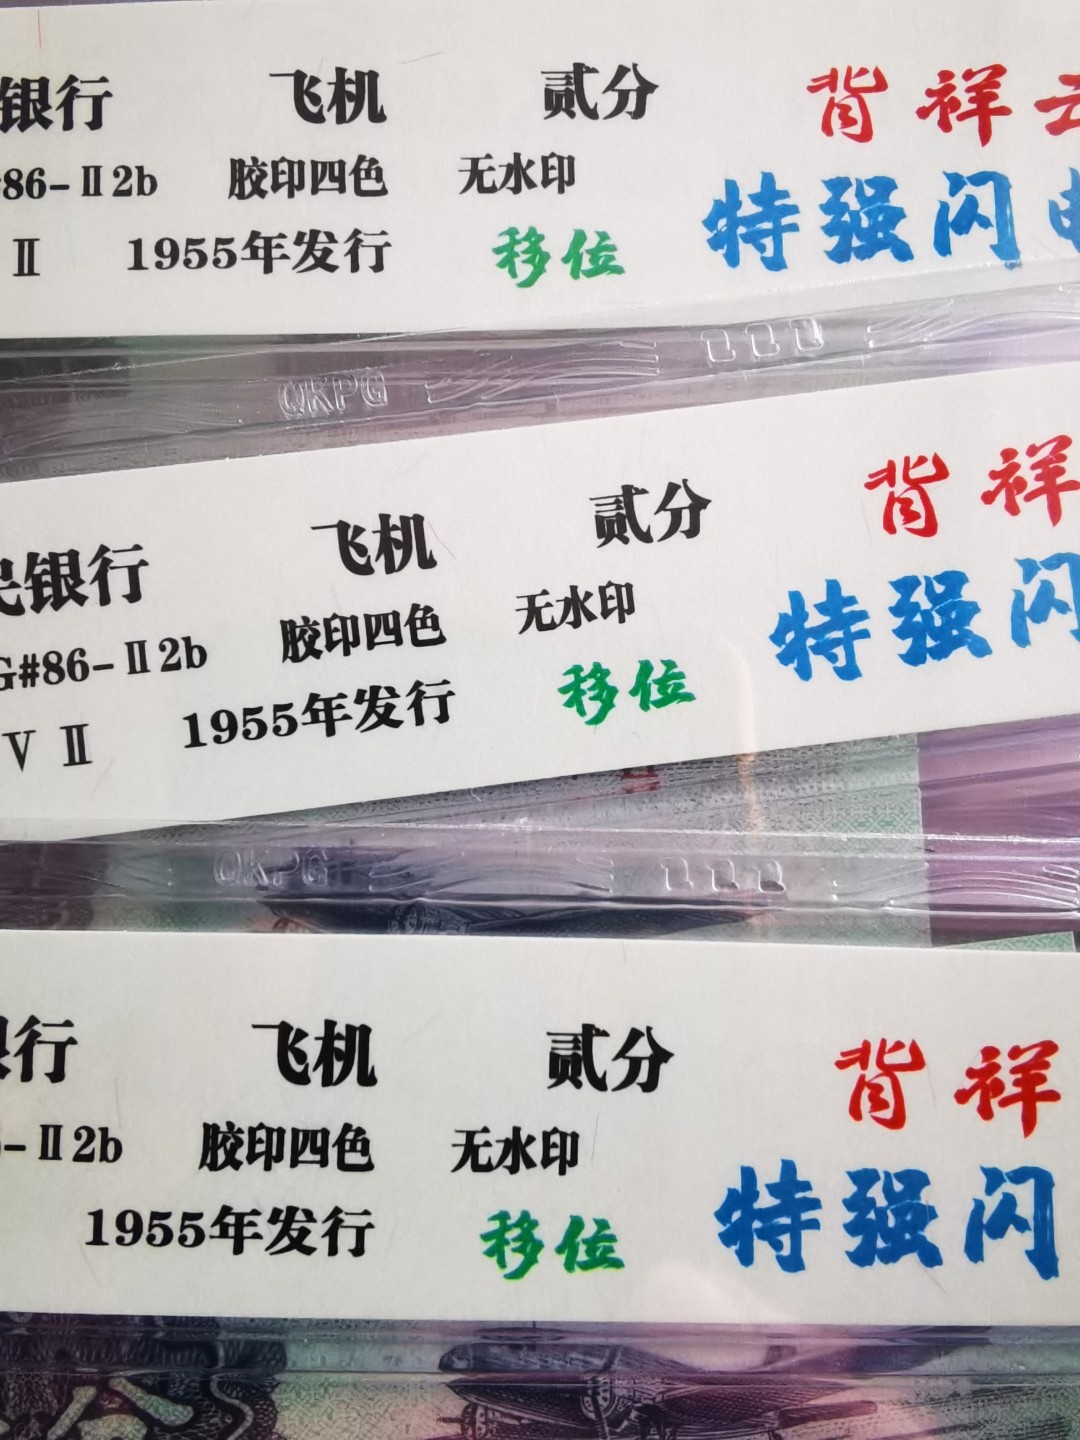 银行 飞机 贰分 背祥云
#86-Ⅱ2b 胶印四色 无水印 特强闪电
Ⅱ 1955年发行 移位
QKPG
民银行 飞机 贰分 背祥
G#86-Ⅱ2b 胶印四色 无水印 特强闪
V Ⅱ 1955年发行 移位
QKPG
银行 飞机 贰分 背祥
-Ⅱ2b 胶印四色 无水印 特强闪
1955年发行 移位